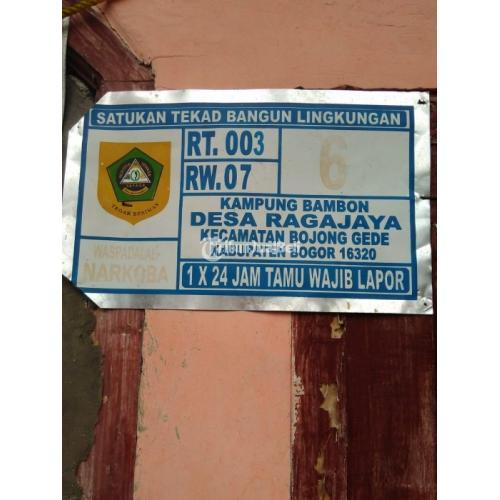 SATUKAN TEKAD BANGUN LINGKUNGAN
RT. 003
RW. 07
6
TEGAR BERIMAN
WASPADALAH
NARKOBA
KAMPUNG BAMBON
DESA RAGAJAYA
KECAMATAN BOJONG GEDE
KABUPATEN BOGOR 16320
1 X 24 JAM TAMU WAJIB LAPOR